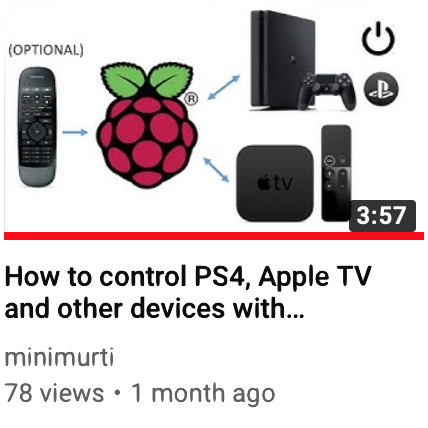 (OPTIONAL)
®
tv
3:57
How to control PS4, Apple TV
and other devices with...
minimurti
78 views • 1 month ago